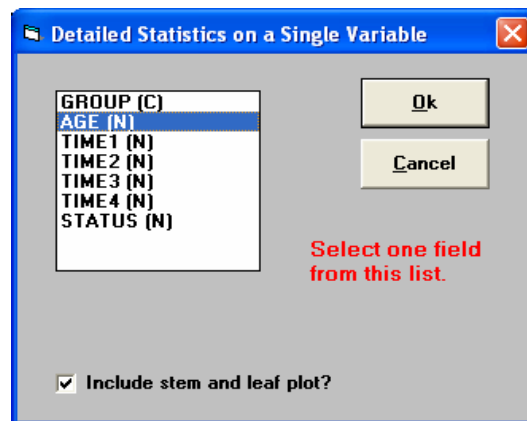 Detailed Statistics on a Single Variable
GROUP (C)
AGE (N)
TIME1 (N)
TIME2 (N)
TIME3 (N)
TIME4 (N)
STATUS (N)
Ok
Cancel
Select one field
from this list.
Include stem and leaf plot?